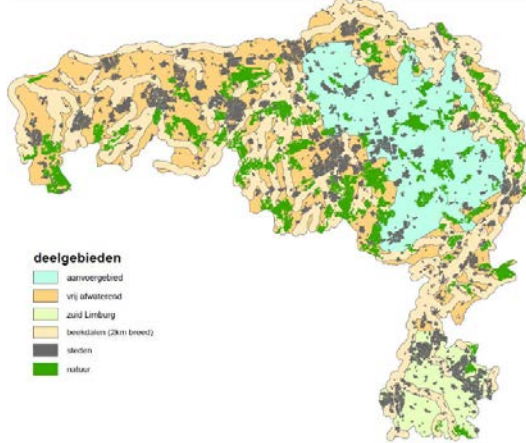 deelgebieden
aanvoergebied
vrij afwaterend
zuid Limburg
beekdalen (2km breed)
steden
natuur